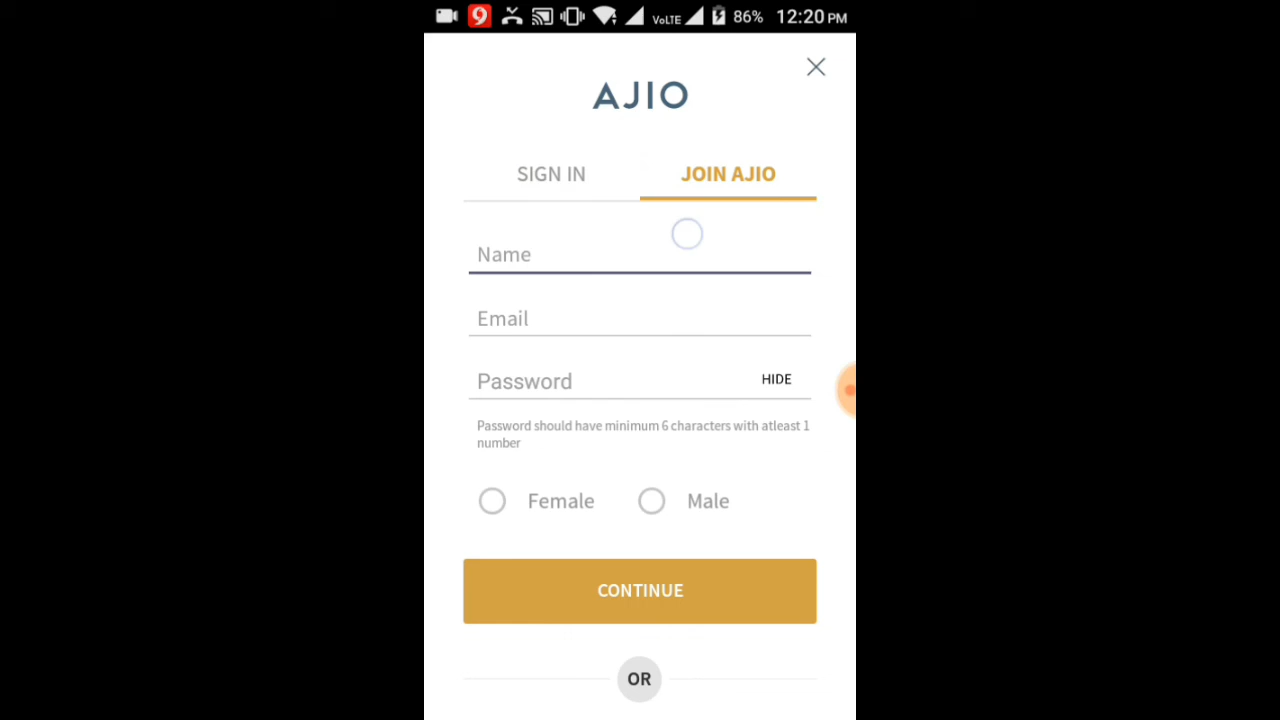 VoLTE 86% 12:20 PM
AJIO
SIGN IN JOIN AJIO
Name
Email
Password HIDE
Password should have minimum 6 characters with atleast 1
number
Female Male
CONTINUE
OR